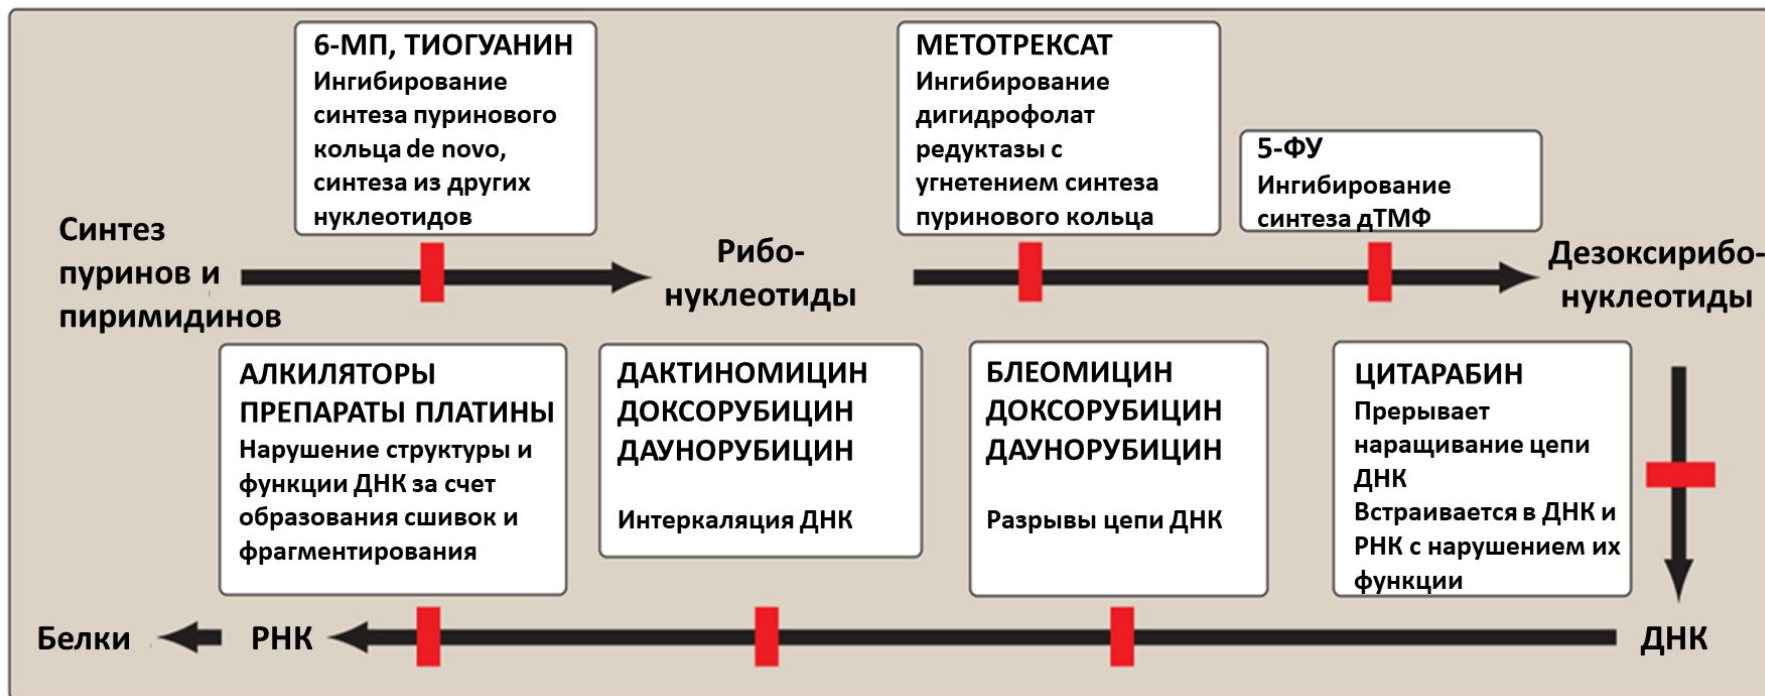 6-МП, ТИОГУАНИН
Ингибирование
синтеза пуринового
кольца de novo,
синтеза из других
нуклеотидов
МЕТОТРЕКСАТ
Ингибирование
дигидрофолат
редуктазы с
угнетением синтеза
пуринового кольца
5-ФУ
Ингибирование
синтеза дТМФ
Синтез
пуринов и
пиримидинов
Рибо-
нуклеотиды
Дезоксирибо-
нуклеотиды
АЛКИЛЯТОРЫ
ПРЕПАРАТЫ ПЛАТИНЫ
Нарушение структуры и
функции ДНК за счет
образования сшивок и
фрагментирования
ДАКТИНОМИЦИН
ДОКСОРУБИЦИН
ДАУНОРУБИЦИН
Интеркаляция ДНК
БЛЕОМИЦИН
ДОКСОРУБИЦИН
ДАУНОРУБИЦИН
Разрывы цепи ДНК
ЦИТАРАБИН
Прерывает
наращивание цепи
ДНК
Встраивается в ДНК и
РНК с нарушением их
функции
Белки
РНК
ДНК